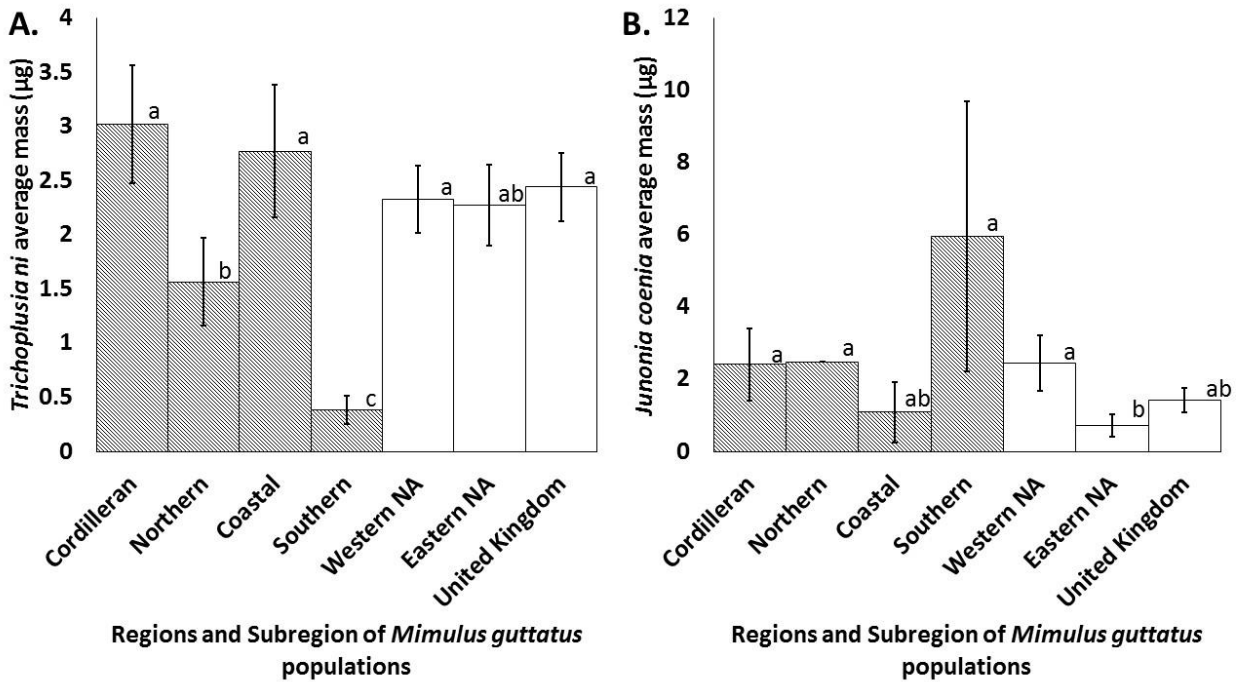 A.
Trichoplusia ni average mass (µg)
4
3.5
3
2.5
2
1.5
1
0.5
0
a
b
a
c
a
ab
a
Cordilleran
Northern
Coastal
Southern
Western NA
Eastern NA
United Kingdom
Regions and Subregion of Mimulus guttatus
populations
B.
Junonia coenia average mass (µg)
12
10
8
6
4
2
0
a
a
ab
a
a
b
ab
Cordilleran
Northern
Coastal
Southern
Western NA
Eastern NA
United Kingdom
Regions and Subregion of Mimulus guttatus
populations